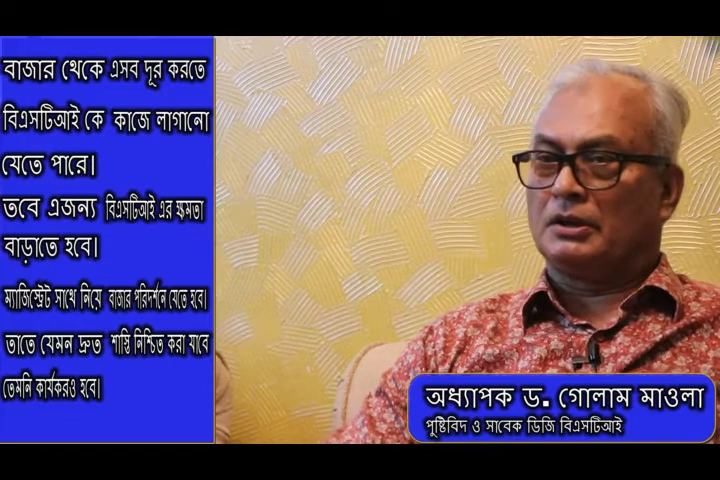 বাজার থেকে এসব দূর করতে
বিএসটিআই কে কাজে লাগানো
যেতে পারে।
তবে এজন্য বিএসটিআই এর ক্ষমতা
বাড়াতে হবে।
ম্যাজিস্ট্রেট সাথে নিয়ে বাজার পরিদর্শনে যেতে হবে।
তাতে যেমন দ্রুত শাস্তি নিশ্চিত করা যাবে
তেমনি কার্যকরও হবে।
অধ্যাপক ড. গোলাম মাওলা
পুষ্টিবিদ ও সাবেক ডিজি বিএসটিআই